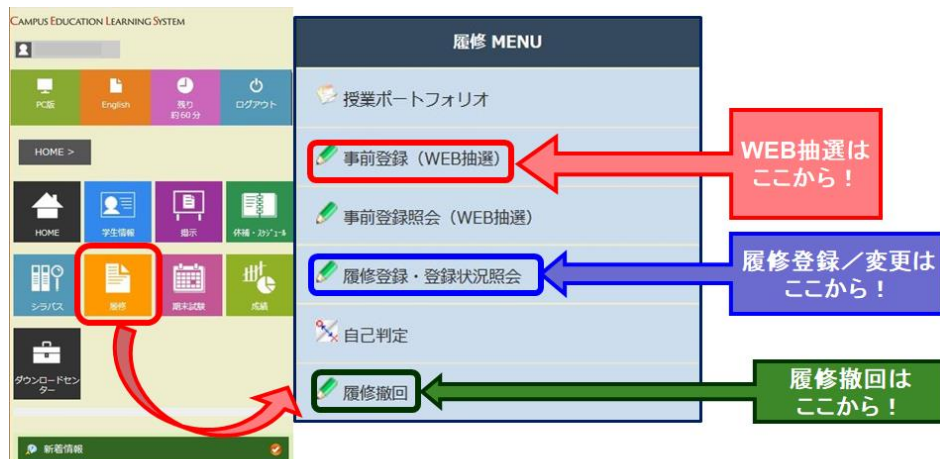 CAMPUS EDUCATION LEARNING SYSTEM
PC版
English
残り
約60分
ログアウト
HOME >
HOME
学生情報
掲示
休補・スケジュール
シラバス
履修
期末試験
成績
ダウンロードセン
ター
新着情報
履修 MENU
授業ポートフォリオ
事前登録（WEB抽選）
事前登録照会（WEB抽選）
履修登録・登録状況照会
自己判定
履修撤回
WEB抽選は
ここから！
履修登録／変更は
ここから！
履修撤回は
ここから！